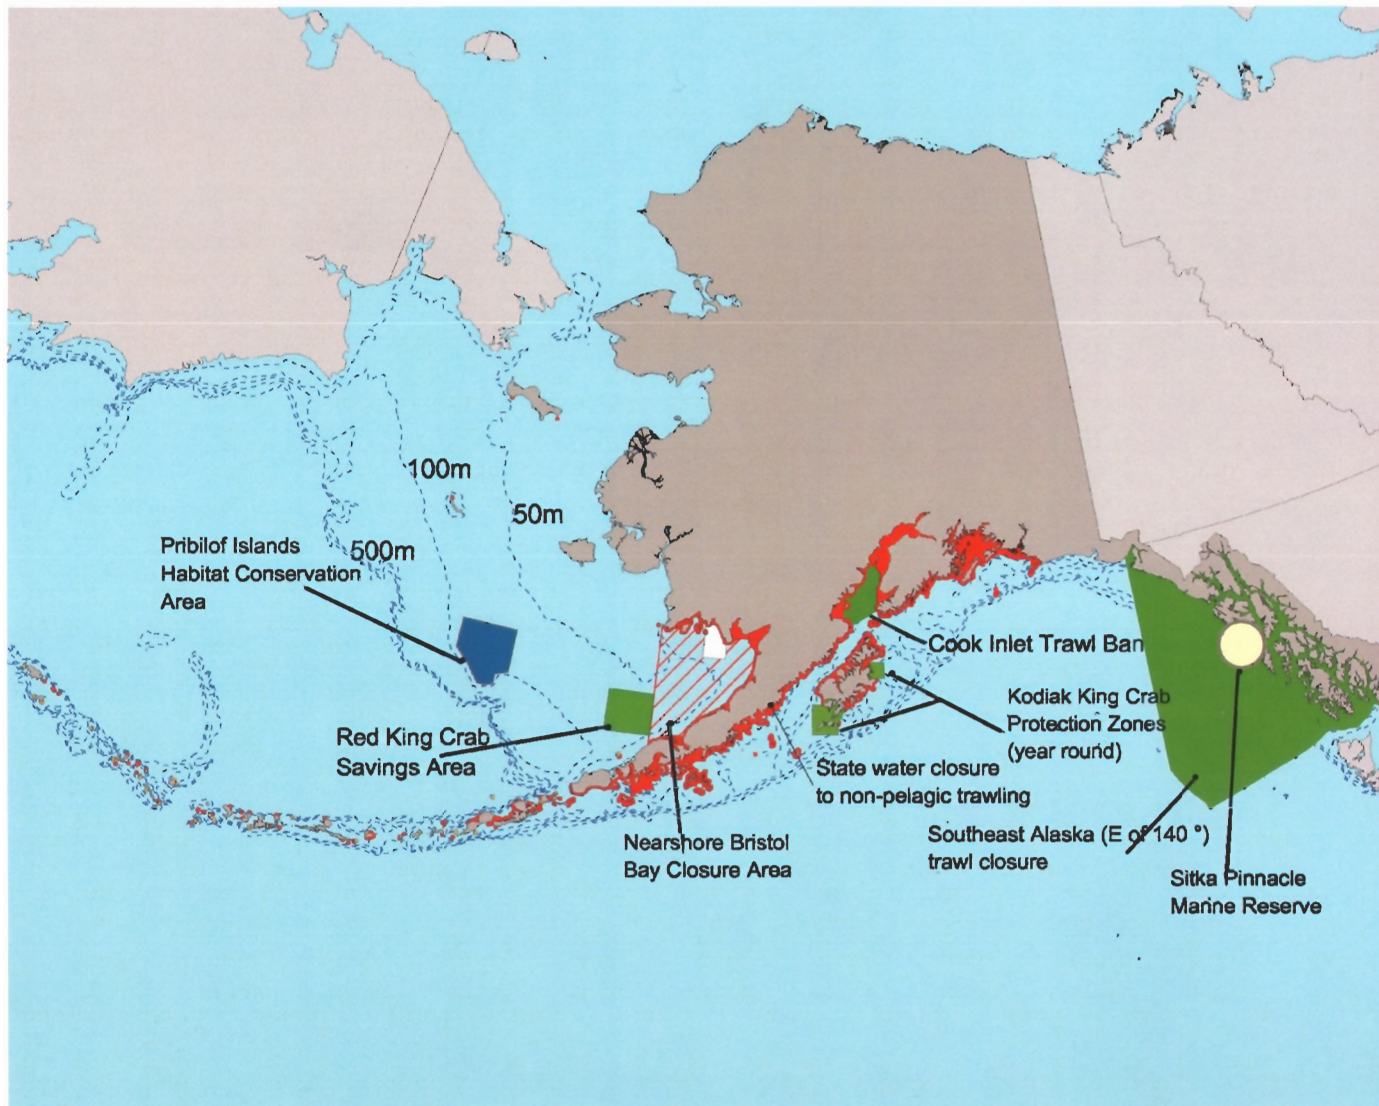 100m
50m
500m
Pribilof Islands
Habitat Conservation
Area
Red King Crab
Savings Area
Nearshore Bristol
Bay Closure Area
State water closure
to non-pelagic trawling
Cook Inlet Trawl Ban
Kodiak King Crab
Protection Zones
(year round)
Southeast Alaska (E of 140 °)
trawl closure
Sitka Pinnacle
Marine Reserve